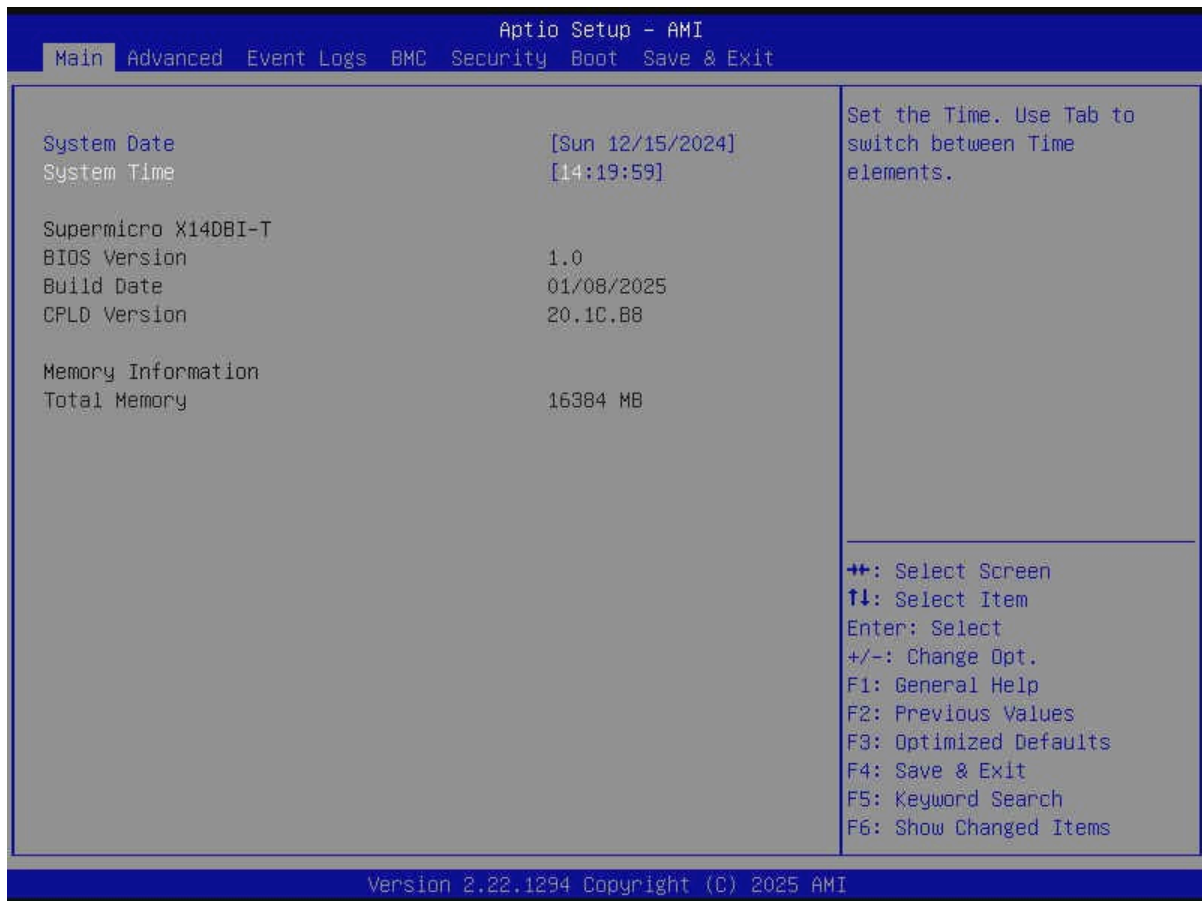 Aptio Setup – AMI
Main Advanced Event Logs BMC Security Boot Save & Exit
System Date [Sun 12/15/2024]
System Time [14:19:59]
Supermicro X14DBI-T
BIOS Version 1.0
Build Date 01/08/2025
CPLD Version 20.1C.B8
Memory Information
Total Memory 16384 MB
Set the Time. Use Tab to
switch between Time
elements.
→←: Select Screen
↑↓: Select Item
Enter: Select
+/-: Change Opt.
F1: General Help
F2: Previous Values
F3: Optimized Defaults
F4: Save & Exit
F5: Keyword Search
F6: Show Changed Items
Version 2.22.1294 Copyright (C) 2025 AMI